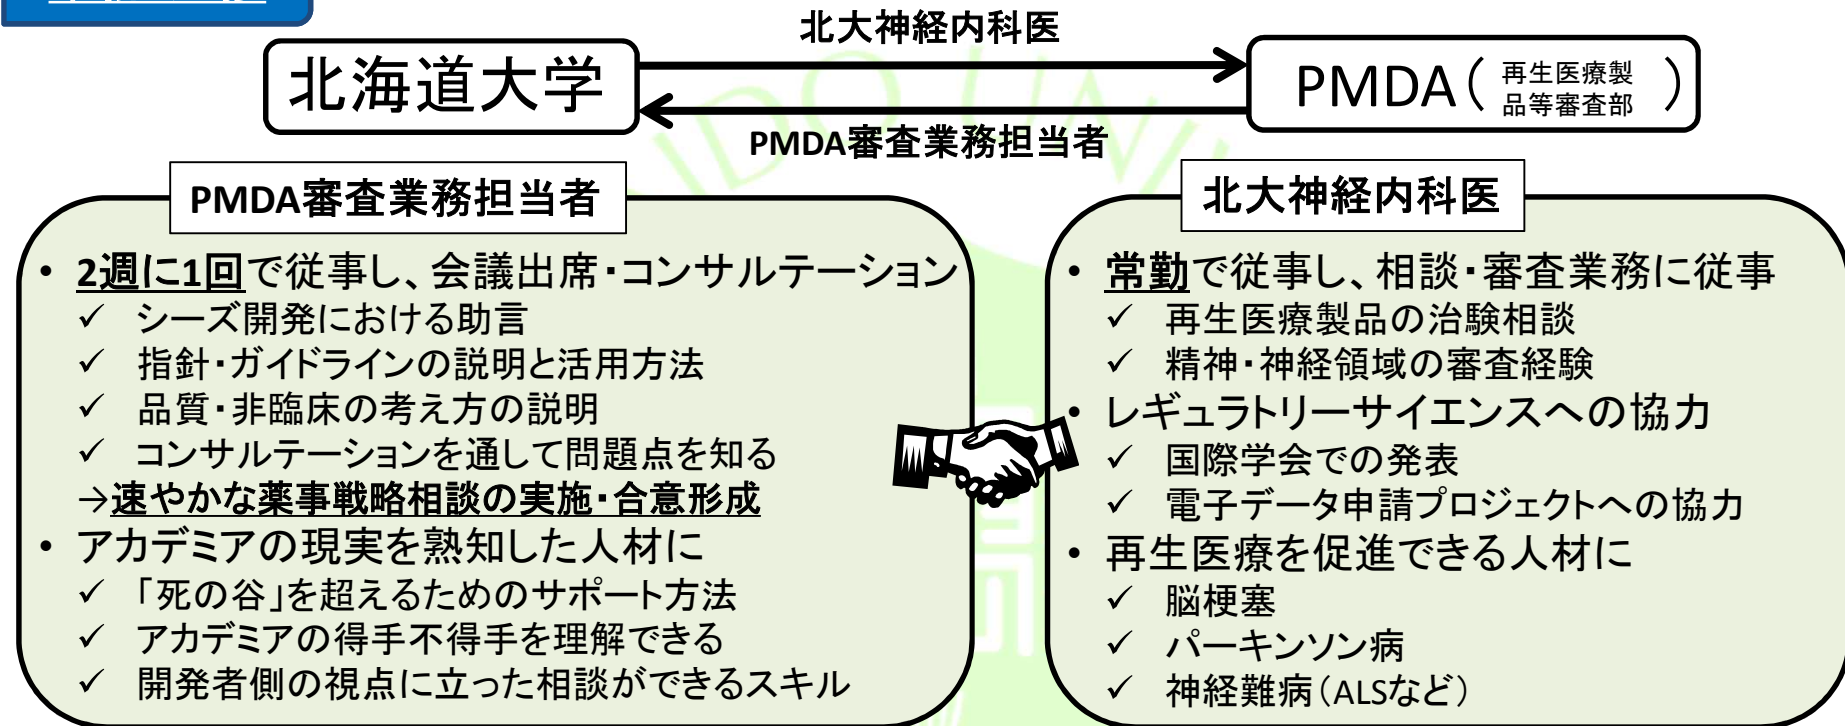 北大神経内科医
北海道大学
PMDA(再生医療製品等審査部)
PMDA審査業務担当者
PMDA審査業務担当者
• 2週に1回で従事し、会議出席・コンサルテーション
✓ シーズ開発における助言
✓ 指針・ガイドラインの説明と活用方法
✓ 品質・非臨床の考え方の説明
✓ コンサルテーションを通して問題点を知る
→速やかな薬事戦略相談の実施・合意形成
• アカデミアの現実を熟知した人材に
✓ 「死の谷」を超えるためのサポート方法
✓ アカデミアの得手不得手を理解できる
✓ 開発者側の視点に立った相談ができるスキル
北大神経内科医
• 常勤で従事し、相談・審査業務に従事
✓ 再生医療製品の治験相談
✓ 精神・神経領域の審査経験
• レギュラトリーサイエンスへの協力
✓ 国際学会での発表
✓ 電子データ申請プロジェクトへの協力
• 再生医療を促進できる人材に
✓ 脳梗塞
✓ パーキンソン病
✓ 神経難病(ALSなど)